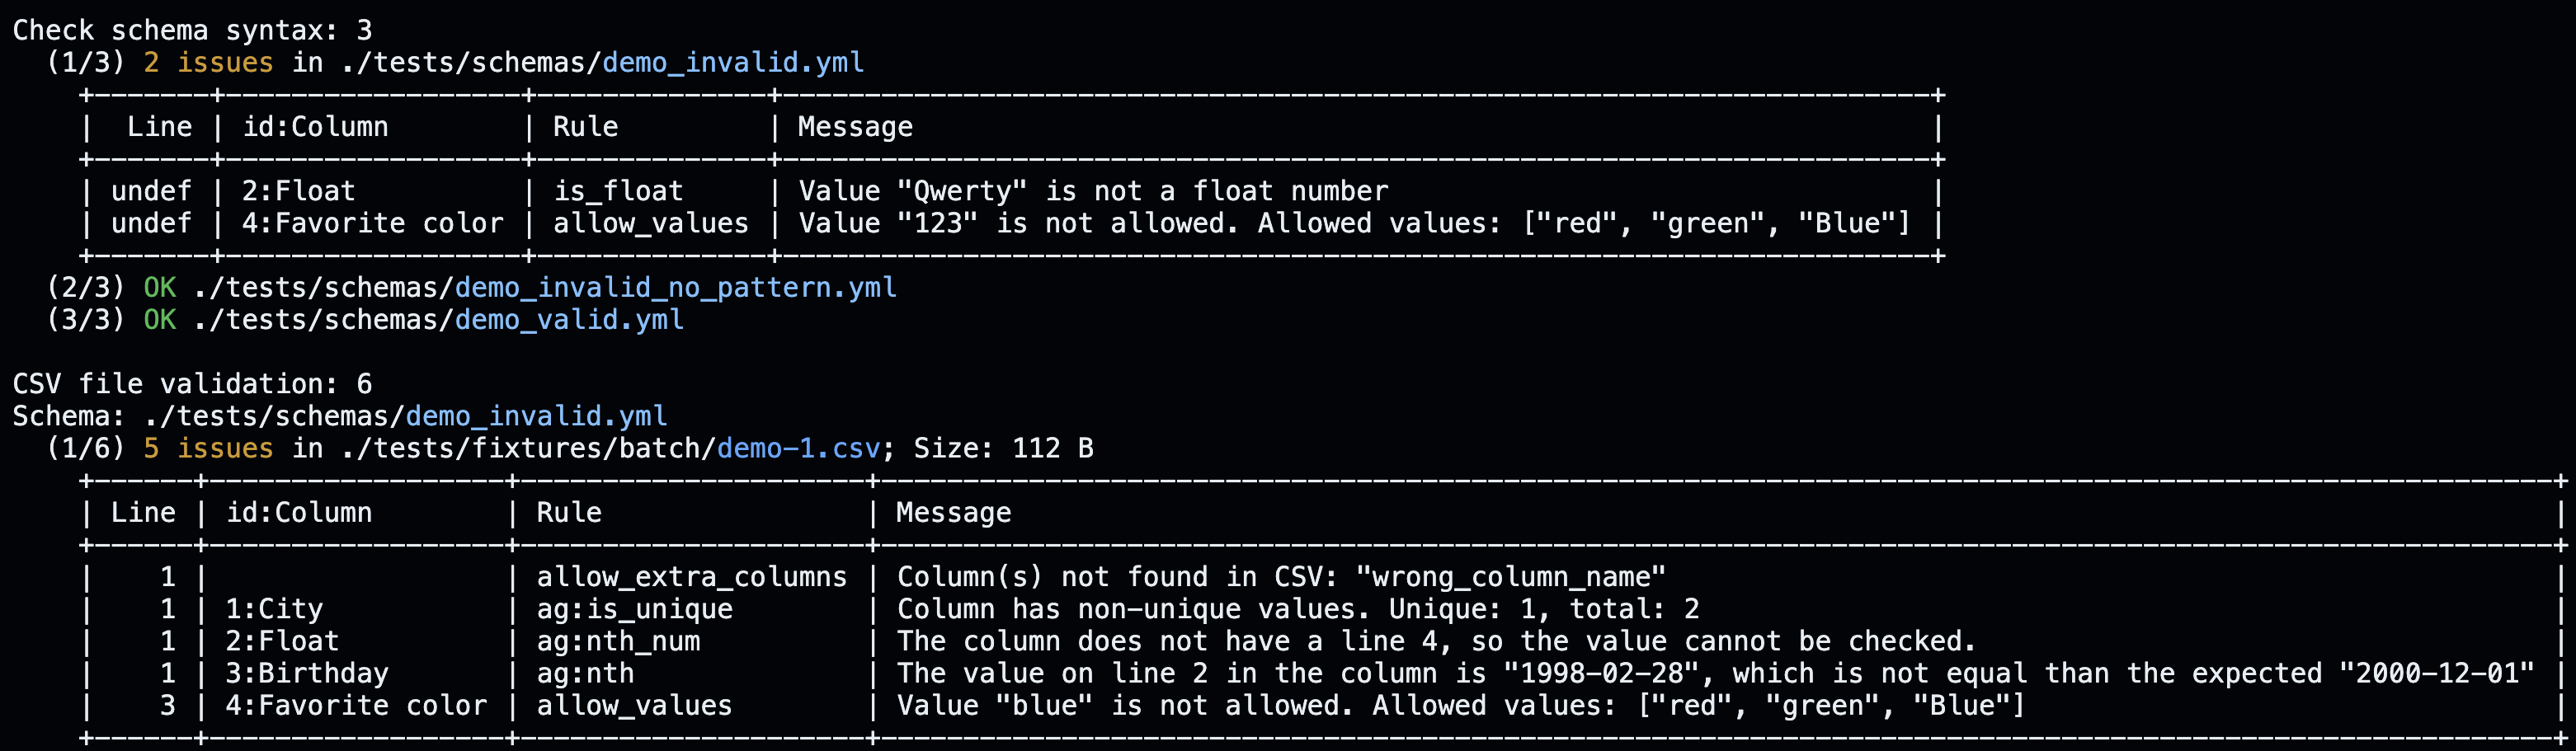 Check schema syntax: 3
(1/3) 2 issues in ./tests/schemas/demo_invalid.yml
+-------+------------------+--------------+----------------------------------------------------------------------+
|  Line | id:Column        | Rule         | Message                                                              |
+-------+------------------+--------------+----------------------------------------------------------------------+
| undef | 2:Float          | is_float     | Value "Qwerty" is not a float number                                 |
| undef | 4:Favorite color | allow_values | Value "123" is not allowed. Allowed values: ["red", "green", "Blue"] |
+-------+------------------+--------------+----------------------------------------------------------------------+
(2/3) OK ./tests/schemas/demo_invalid_no_pattern.yml
(3/3) OK ./tests/schemas/demo_valid.yml
CSV file validation: 6
Schema: ./tests/schemas/demo_invalid.yml
(1/6) 5 issues in ./tests/fixtures/batch/demo-1.csv; Size: 112 B
+------+------------------+---------------------+------------------------------------------------------------------------------------------------------+
| Line | id:Column        | Rule                | Message                                                                                              |
+------+------------------+---------------------+------------------------------------------------------------------------------------------------------+
|    1 |                  | allow_extra_columns | Column(s) not found in CSV: "wrong_column_name"                                                      |
|    1 | 1:City           | ag:is_unique        | Column has non-unique values. Unique: 1, total: 2                                                    |
|    1 | 2:Float          | ag:nth_num          | The column does not have a line 4, so the value cannot be checked.                                   |
|    1 | 3:Birthday       | ag:nth              | The value on line 2 in the column is "1998-02-28", which is not equal than the expected "2000-12-01" |
|    3 | 4:Favorite color | allow_values        | Value "blue" is not allowed. Allowed values: ["red", "green", "Blue"]                                |
+------+------------------+---------------------+------------------------------------------------------------------------------------------------------+